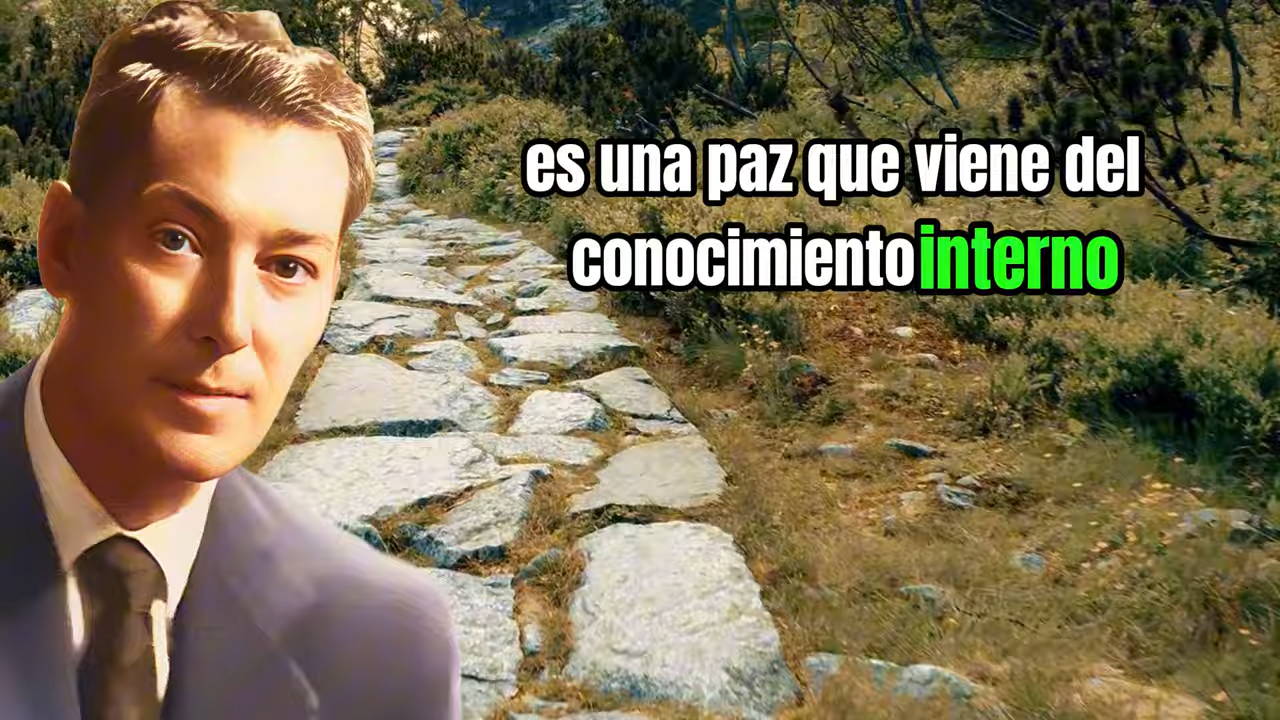 es una paz que viene del
conocimiento interno